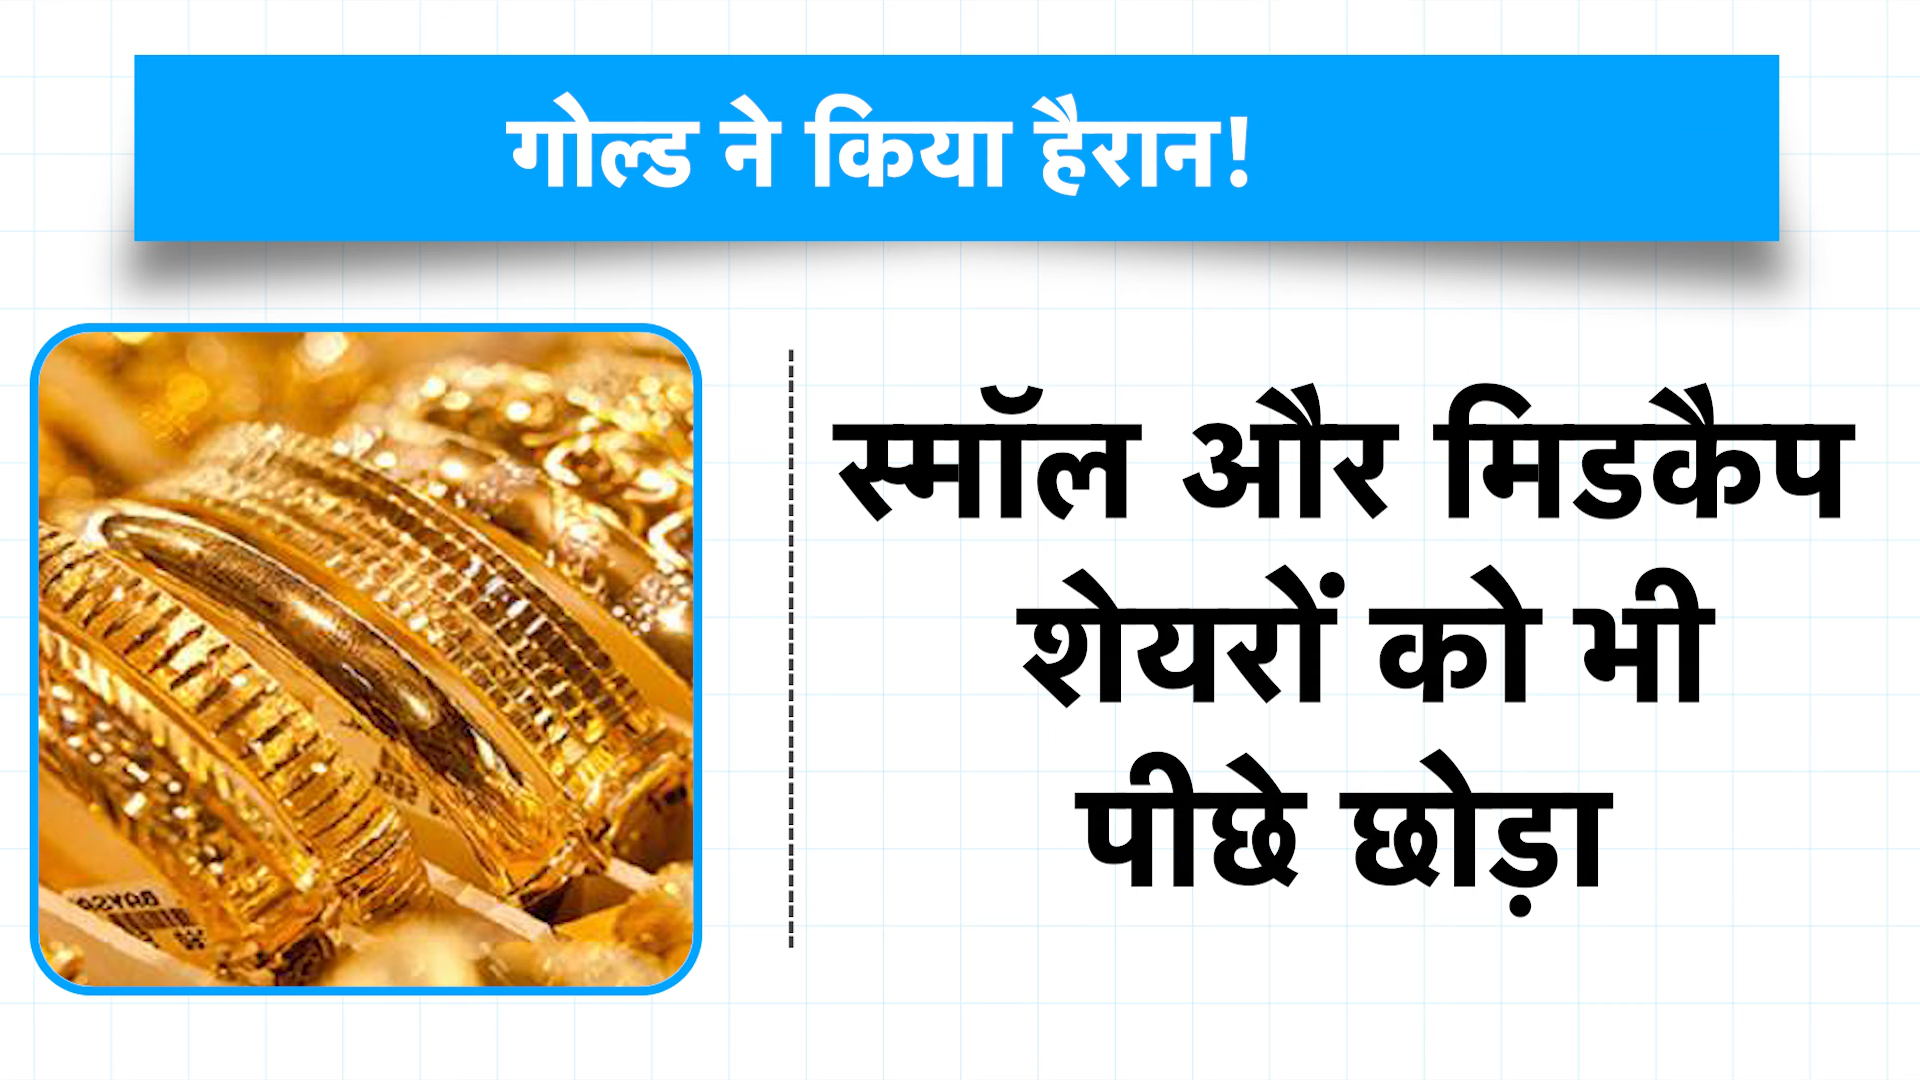 गोल्ड ने किया हैरान!
स्मॉल और मिडकैप
शेयरों को भी
पीछे छोड़ा